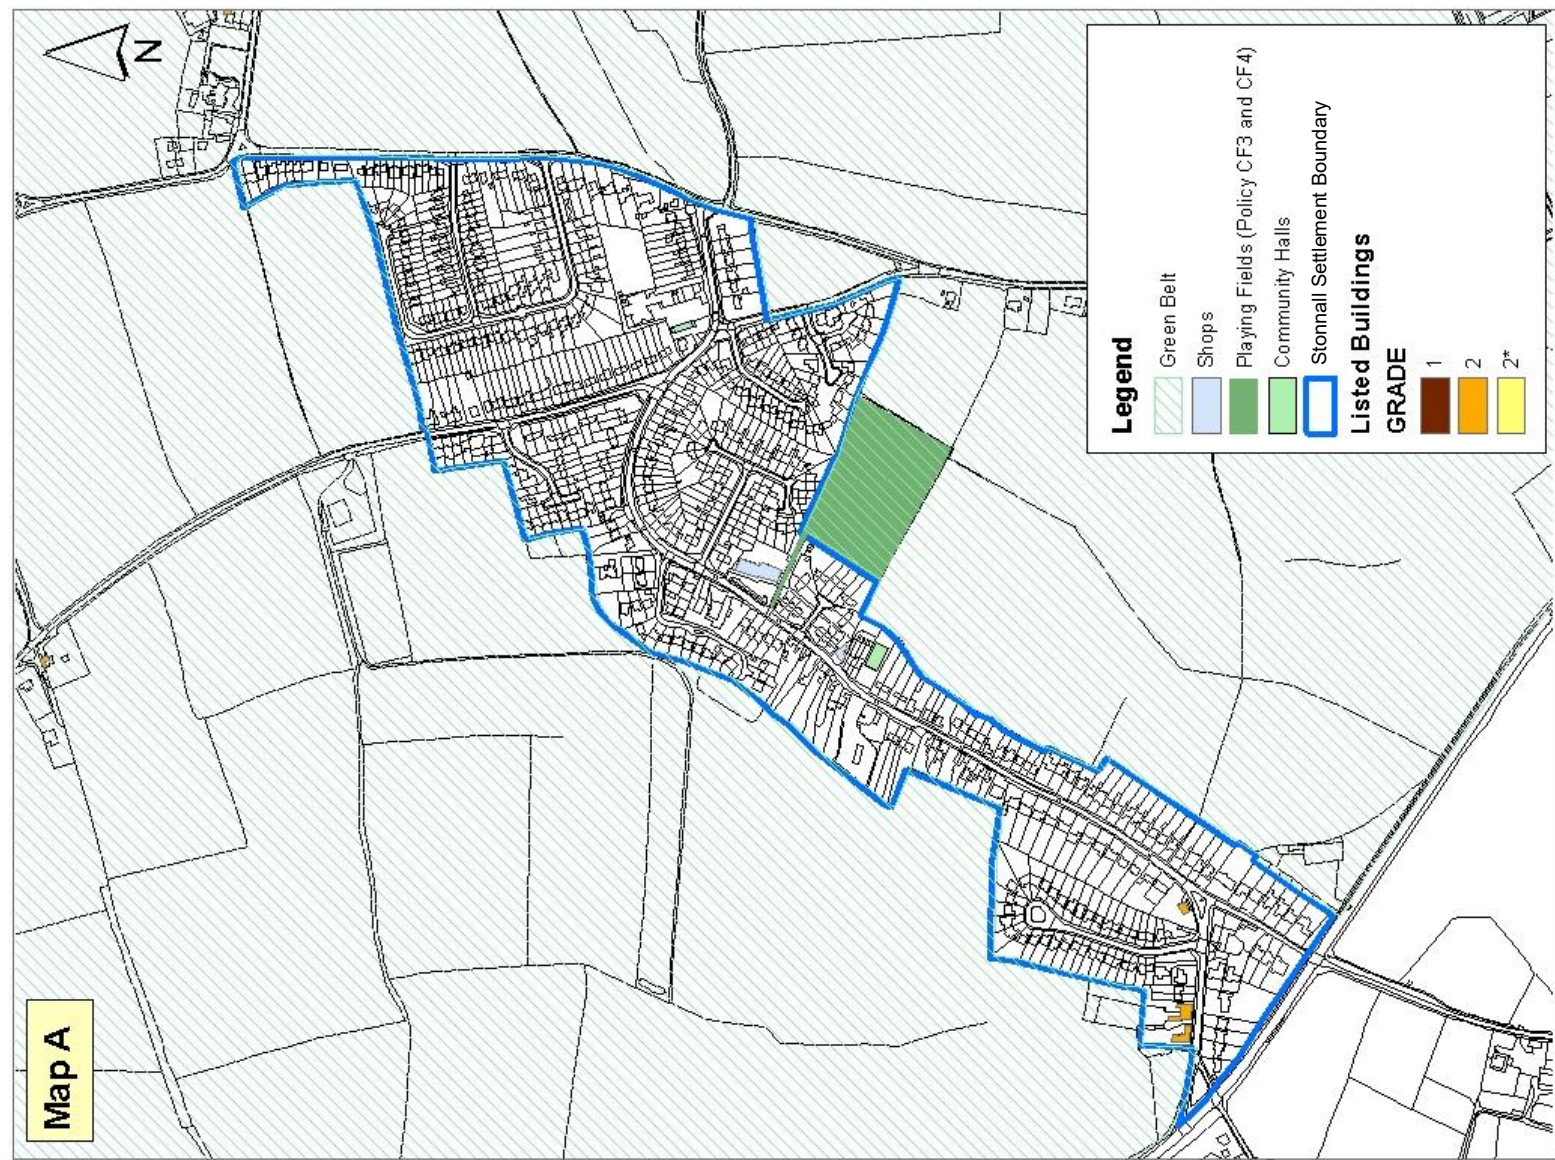 Map A
N
Legend
Green Belt
Shops
Playing Fields (Policy CF3 and CF4)
Community Halls
Stonnall Settlement Boundary
Listed Buildings
GRADE
1
2
2*